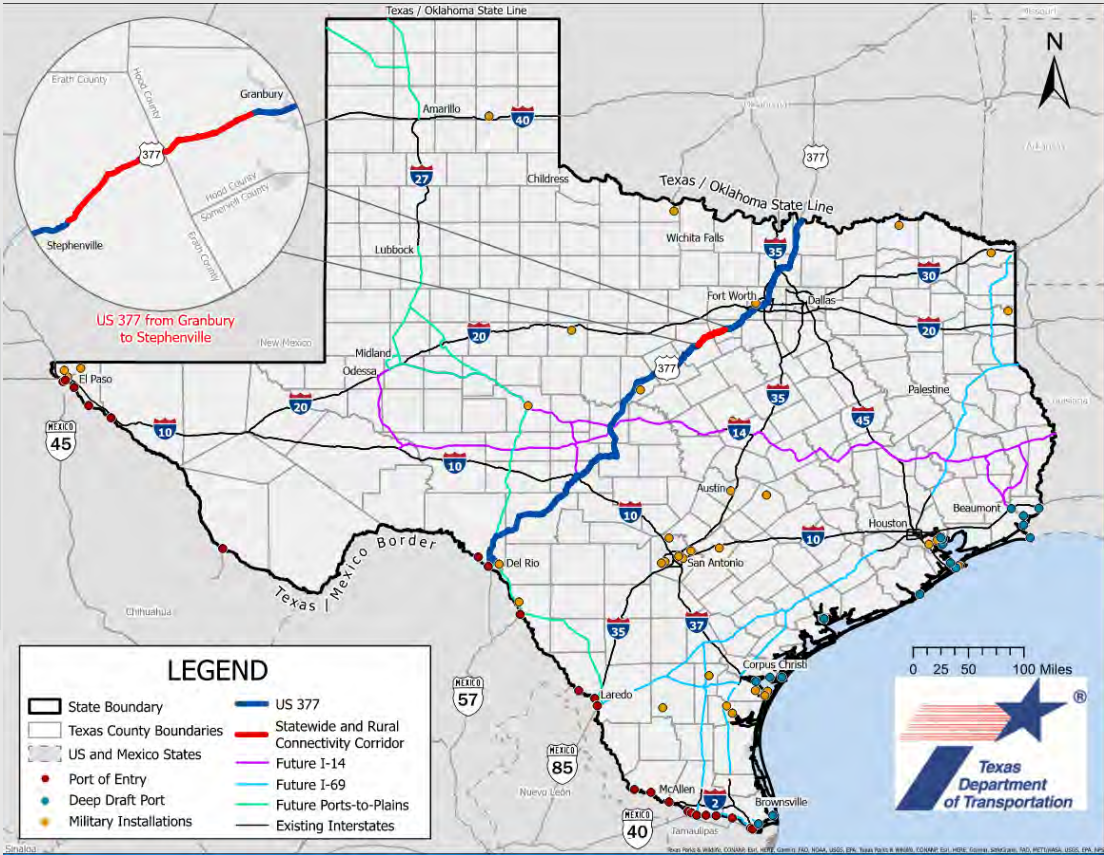 Texas / Oklahoma State Line
Missouri
N
Erath County
Hood County
Granbury
377
Hood County
Somervell County
Erath County
Stephenville
US 377 from Granbury
to Stephenville
Amarillo
40
Oklahoma
Arkansas
377
27
Childress
Texas / Oklahoma State Line
Wichita Falls
35
30
Lubbock
Fort Worth
Dallas
20
20
New Mexico
Midland
Odessa
377
El Paso
20
35
Palestine
Louisiana
MEXICO
45
10
45
14
10
Austin
10
Houston
Beaumont
10
Texas / Mexico Border
Del Rio
San Antonio
Chihuahua
35
37
Corpus Christi
0 25 50 100 Miles
MEXICO
57
Laredo
MEXICO
85
Nuevo León
McAllen
2
Brownsville
MEXICO
40
Tamaulipas
Sinaloa
LEGEND
State Boundary
Texas County Boundaries
US and Mexico States
Port of Entry
Deep Draft Port
Military Installations
US 377
Statewide and Rural
Connectivity Corridor
Future I-14
Future I-69
Future Ports-to-Plains
Existing Interstates
®
Texas
Department
of Transportation